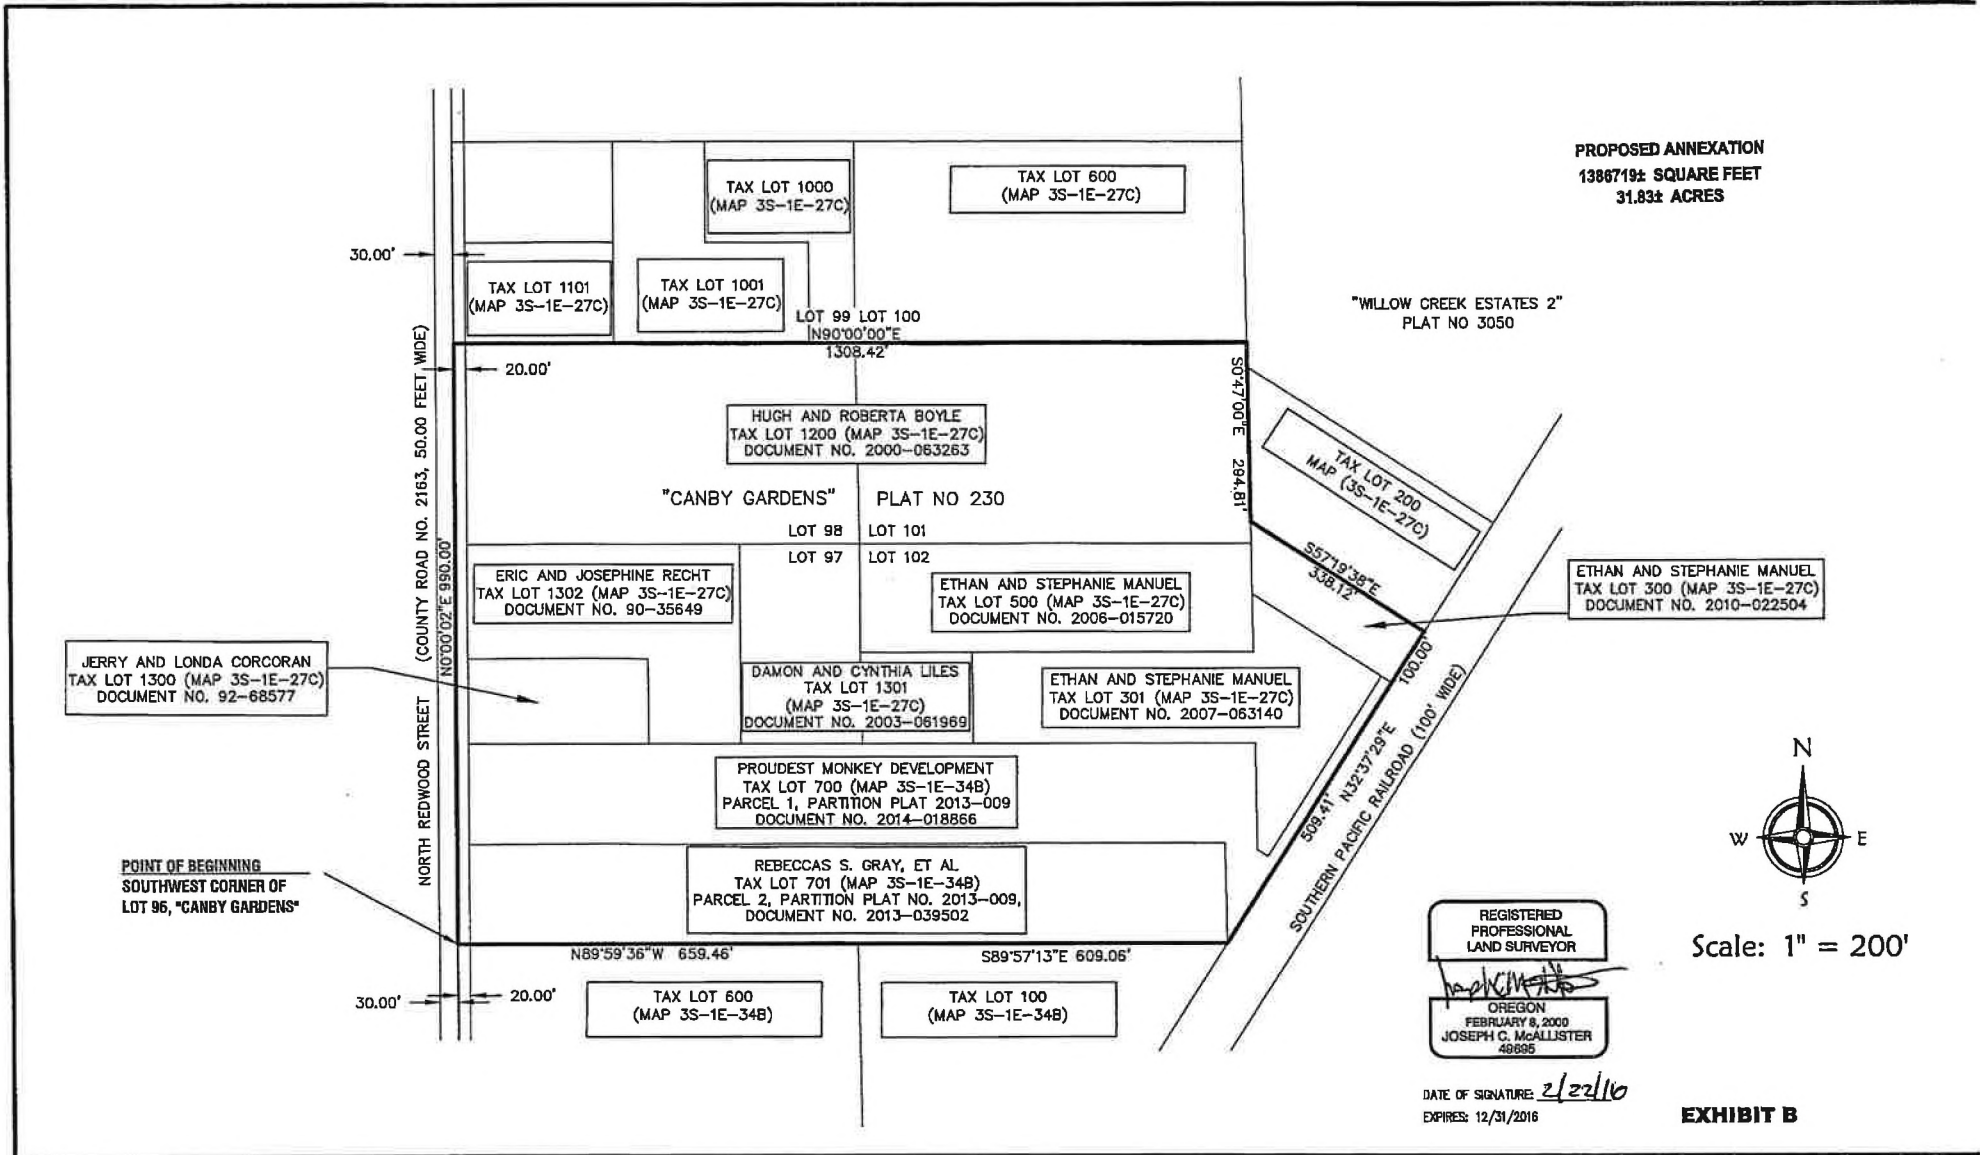 PROPOSED ANNEXATION
1386719± SQUARE FEET
31.83± ACRES
TAX LOT 1000
(MAP 3S-1E-27C)
TAX LOT 600
(MAP 3S-1E-27C)
30.00'
TAX LOT 1101
(MAP 3S-1E-27C)
TAX LOT 1001
(MAP 3S-1E-27C)
"WILLOW CREEK ESTATES 2"
PLAT NO 3050
LOT 99 LOT 100
N90°00'00"E
1308.42'
20.00'
S0°47'00"E 294.81'
HUGH AND ROBERTA BOYLE
TAX LOT 1200 (MAP 3S-1E-27C)
DOCUMENT NO. 2000-063263
TAX LOT 200
MAP (3S-1E-27C)
"CANBY GARDENS" PLAT NO 230
LOT 98 LOT 101
LOT 97 LOT 102
NORTH REDWOOD STREET (COUNTY ROAD NO. 2163, 50.00 FEET WIDE)
N0°00'02"E 990.00'
S57°19'38"E
338.12'
ERIC AND JOSEPHINE RECHT
TAX LOT 1302 (MAP 3S-1E-27C)
DOCUMENT NO. 90-35649
ETHAN AND STEPHANIE MANUEL
TAX LOT 500 (MAP 3S-1E-27C)
DOCUMENT NO. 2006-015720
ETHAN AND STEPHANIE MANUEL
TAX LOT 300 (MAP 3S-1E-27C)
DOCUMENT NO. 2010-022504
JERRY AND LONDA CORCORAN
TAX LOT 1300 (MAP 3S-1E-27C)
DOCUMENT NO. 92-68577
DAMON AND CYNTHIA LILES
TAX LOT 1301
(MAP 3S-1E-27C)
DOCUMENT NO. 2003-061969
ETHAN AND STEPHANIE MANUEL
TAX LOT 301 (MAP 3S-1E-27C)
DOCUMENT NO. 2007-063140
100.00'
509.41' N32°37'29"E
SOUTHERN PACIFIC RAILROAD (100' WIDE)
PROUDEST MONKEY DEVELOPMENT
TAX LOT 700 (MAP 3S-1E-34B)
PARCEL 1, PARTITION PLAT 2013-009
DOCUMENT NO. 2014-018866
N
W E
S
POINT OF BEGINNING
SOUTHWEST CORNER OF
LOT 96, "CANBY GARDENS"
REBECCAS S. GRAY, ET AL
TAX LOT 701 (MAP 3S-1E-34B)
PARCEL 2, PARTITION PLAT NO. 2013-009,
DOCUMENT NO. 2013-039502
N89°59'36"W 659.46'
S89°57'13"E 609.06'
30.00'
20.00'
TAX LOT 600
(MAP 3S-1E-34B)
TAX LOT 100
(MAP 3S-1E-34B)
Scale: 1" = 200'
REGISTERED
PROFESSIONAL
LAND SURVEYOR
OREGON
FEBRUARY 8, 2000
JOSEPH C. McALLISTER
49695
DATE OF SIGNATURE: 2/22/16
EXPIRES: 12/31/2016
EXHIBIT B